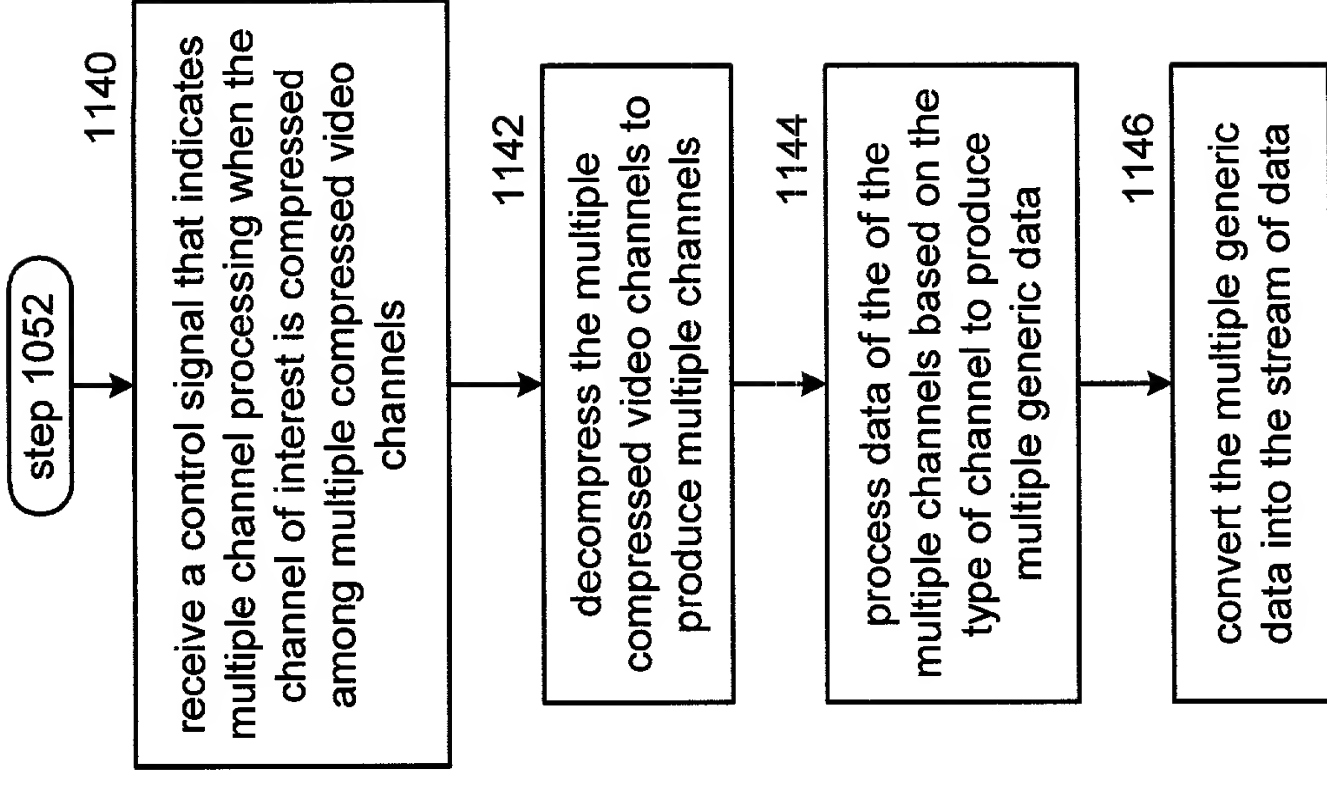 step 1052
1140
receive a control signal that indicates
multiple channel processing when the
channel of interest is compressed
among multiple compressed video
channels
1142
decompress the multiple
compressed video channels to
produce multiple channels
1144
process data of the of the
multiple channels based on the
type of channel to produce
multiple generic data
1146
convert the multiple generic
data into the stream of data